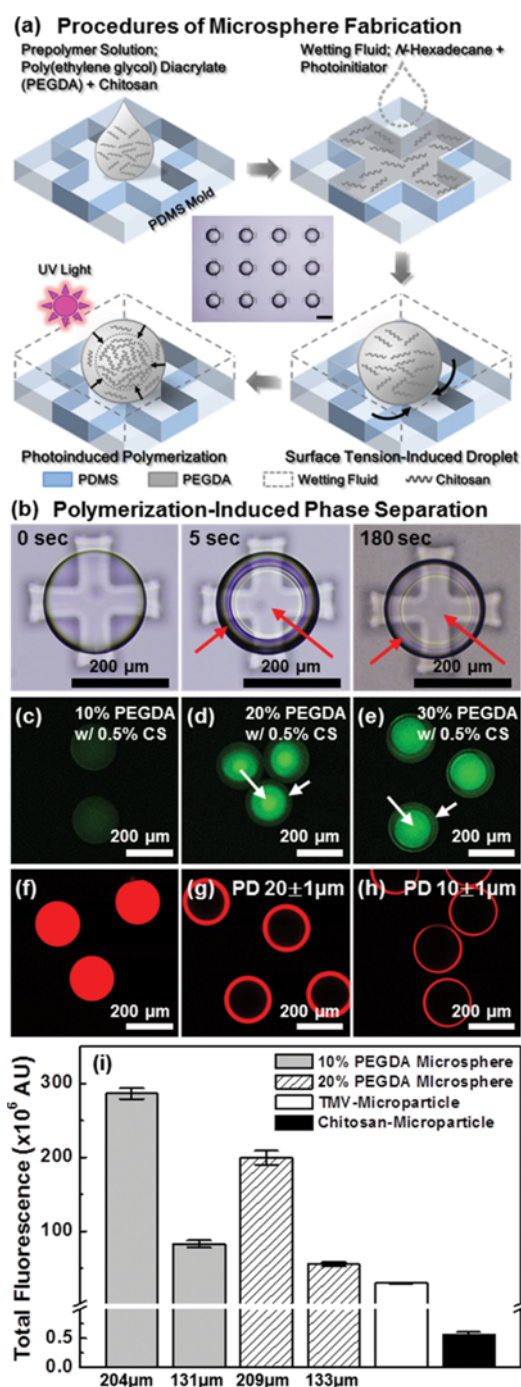 (a) Procedures of Microsphere Fabrication
Prepolymer Solution;
Poly(ethylene glycol) Diacrylate
(PEGDA) + Chitosan
Wetting Fluid; N-Hexadecane +
Photoinitiator
PDMS Mold
UV Light
Photoinduced Polymerization
Surface Tension-Induced Droplet
PDMS
PEGDA
Wetting Fluid
Chitosan
(b) Polymerization-Induced Phase Separation
0 sec
5 sec
180 sec
200 µm
200 µm
200 µm
(c) 10% PEGDA
w/ 0.5% CS
200 µm
(d) 20% PEGDA
w/ 0.5% CS
200 µm
(e) 30% PEGDA
w/ 0.5% CS
200 µm
(f)
200 µm
(g) PD 20±1µm
200 µm
(h) PD 10±1µm
200 µm
(i)
10% PEGDA Microsphere
20% PEGDA Microsphere
TMV-Microparticle
Chitosan-Microparticle
Total Fluorescence (x10⁶ AU)
300
200
100
0.5
0.0
204µm
131µm
209µm
133µm